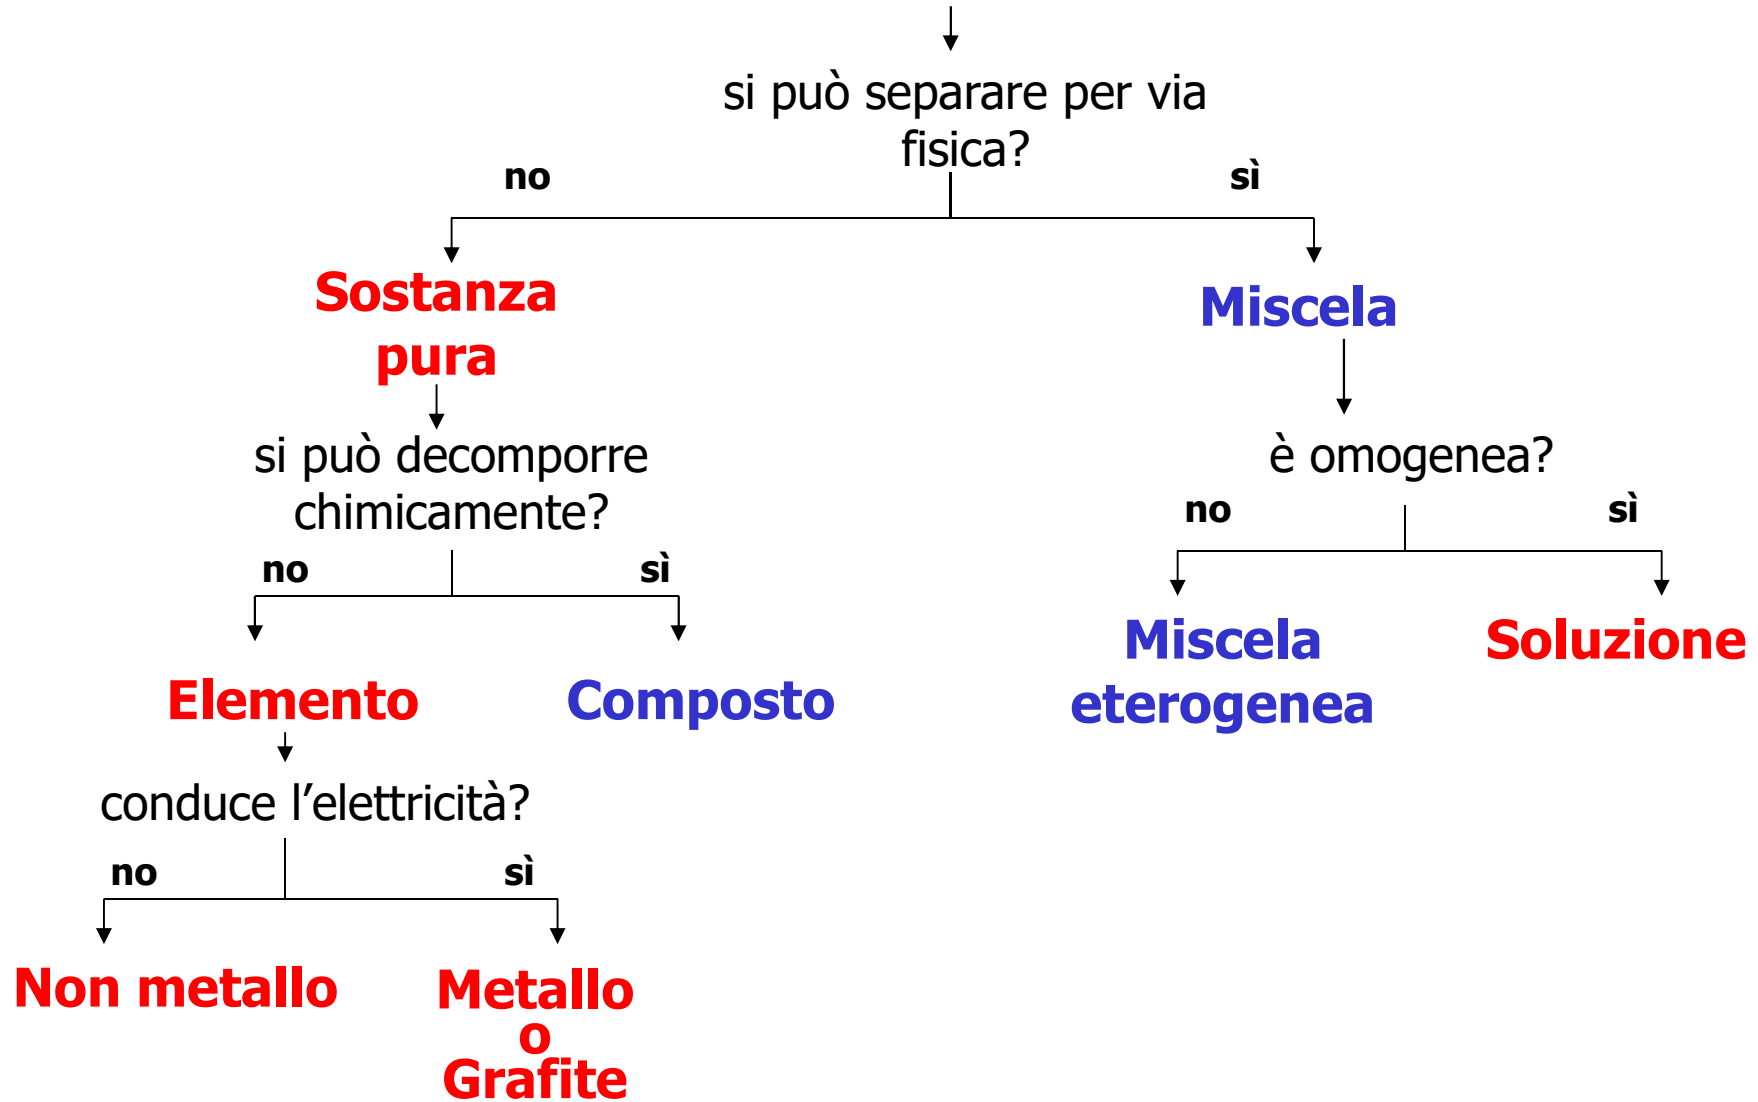 si può separare per via
fisica?
no
sì
Sostanza
pura
Miscela
si può decomporre
chimicamente?
è omogenea?
no
sì
no
sì
Elemento
Composto
Miscela
eterogenea
Soluzione
conduce l’elettricità?
no
sì
Non metallo
Metallo
o
Grafite